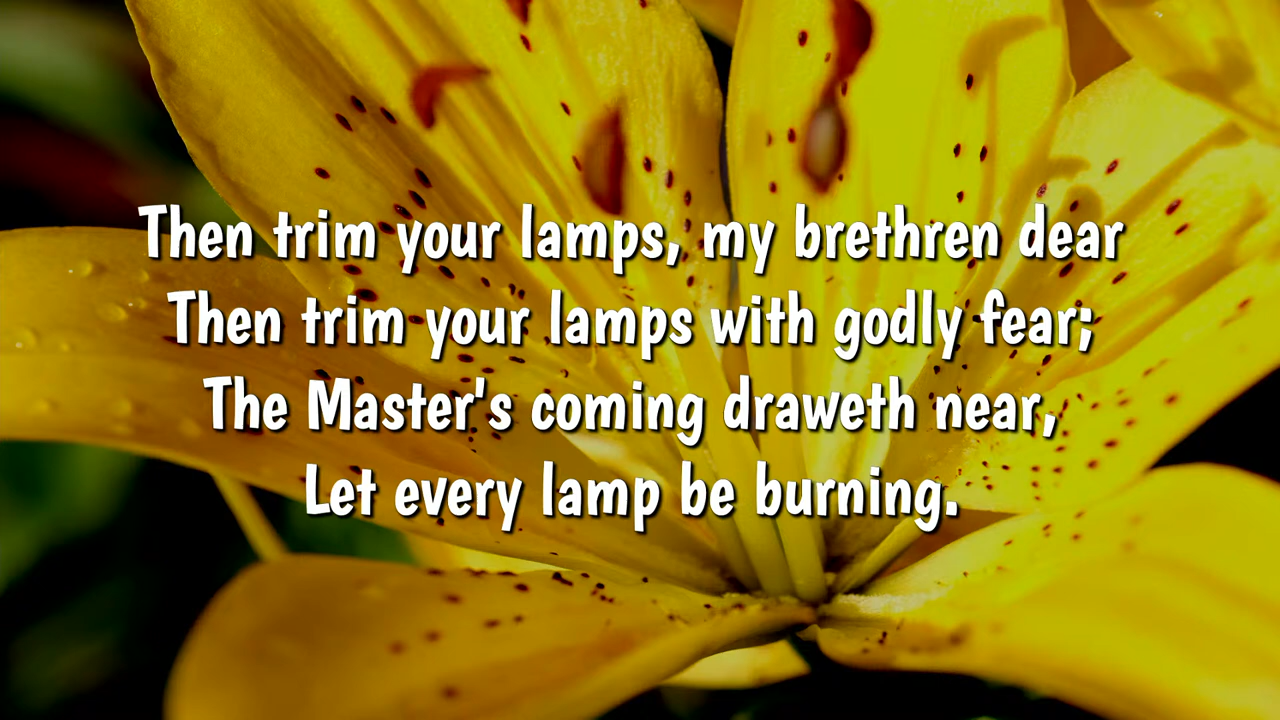 Then trim your lamps, my brethren dear
Then trim your lamps with godly fear;
The Master's coming draweth near,
Let every lamp be burning.